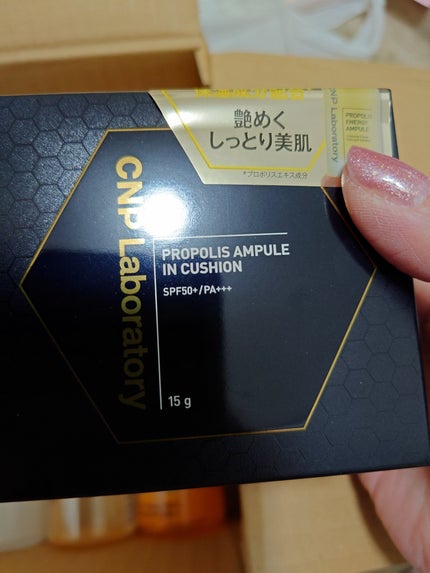 艶めく
しっとり美肌
*プロポリスエキス成分
CNP Laboratory
PROPOLIS
ENERGY
AMPULE
CNP Laboratory
PROPOLIS AMPULE
IN CUSHION
SPF50+/PA+++
15 g